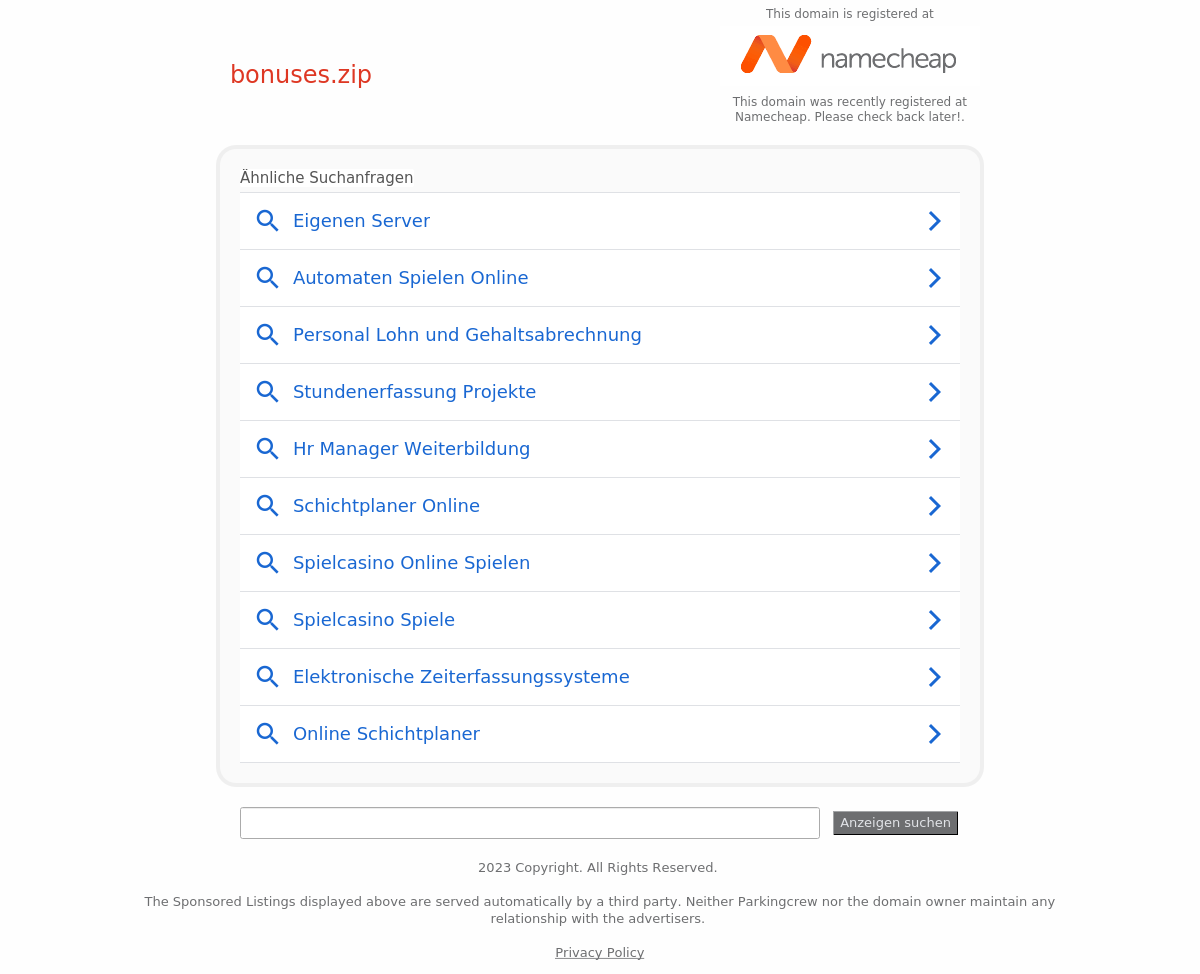 This domain is registered at
namecheap
bonuses.zip
This domain was recently registered at
Namecheap. Please check back later!.
Ähnliche Suchanfragen
Eigenen Server
Automaten Spielen Online
Personal Lohn und Gehaltsabrechnung
Stundenerfassung Projekte
Hr Manager Weiterbildung
Schichtplaner Online
Spielcasino Online Spielen
Spielcasino Spiele
Elektronische Zeiterfassungssysteme
Online Schichtplaner
Anzeigen suchen
2023 Copyright. All Rights Reserved.
The Sponsored Listings displayed above are served automatically by a third party. Neither Parkingcrew nor the domain owner maintain any
relationship with the advertisers.
Privacy Policy